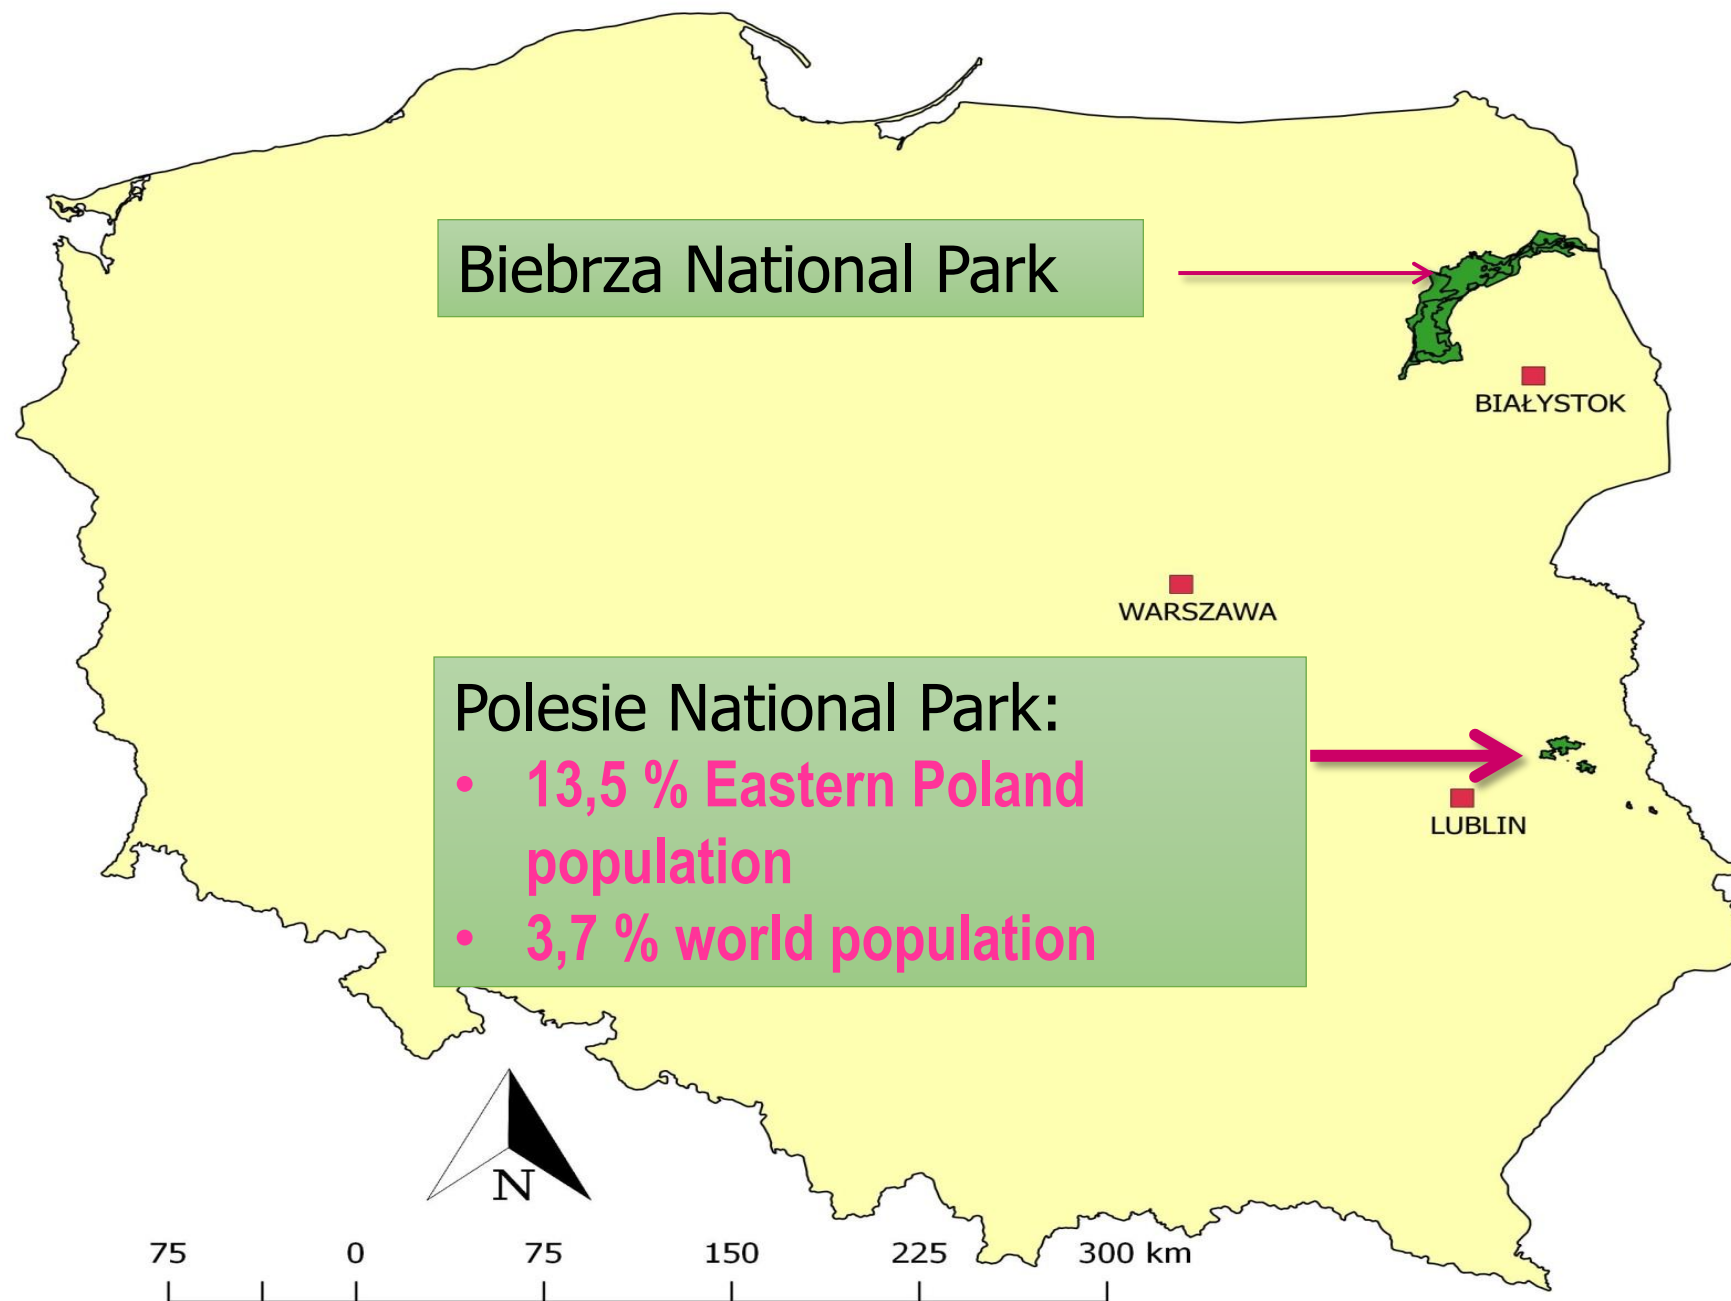 Biebrza National Park
BIAŁYSTOK
WARSZAWA
Polesie National Park:
• 13,5 % Eastern Poland
population
• 3,7 % world population
LUBLIN
N
75 0 75 150 225 300 km